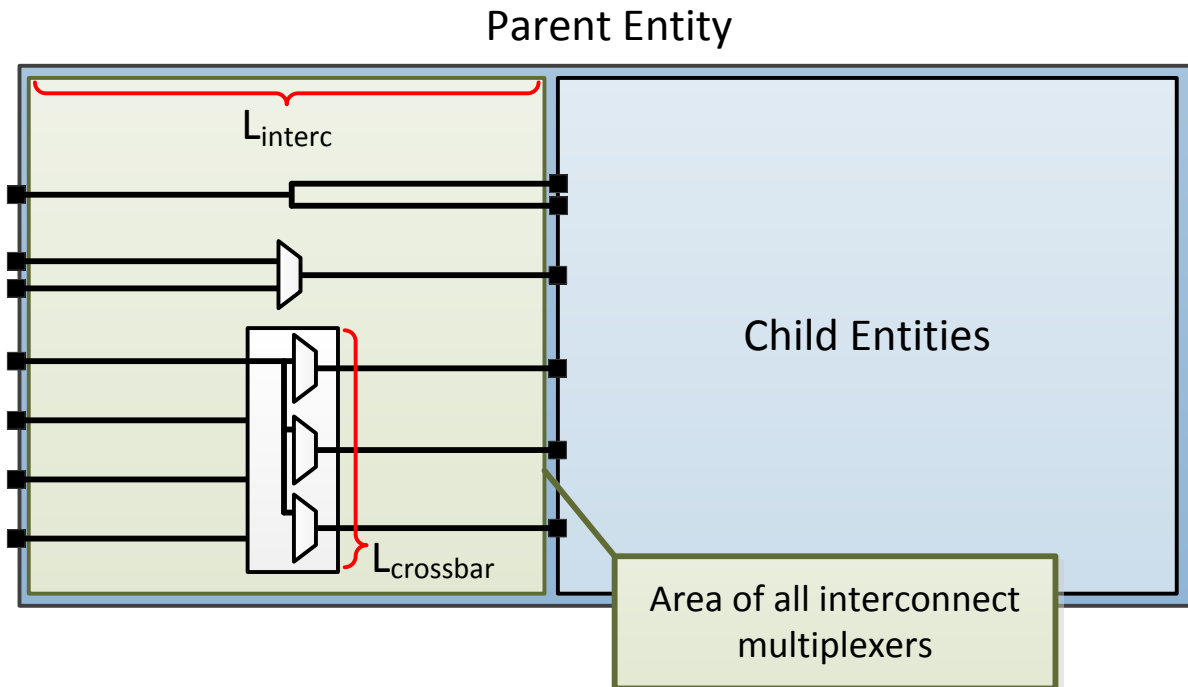 Parent Entity
Linterc
Child Entities
Lcrossbar
Area of all interconnect
multiplexers